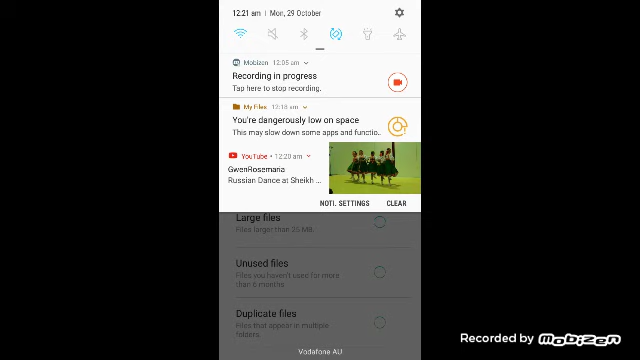 12:21 am | Mon, 29 October
Mobizen 12:05 am
Recording in progress
Tap here to stop recording.
My Files 12:18 am
You're dangerously low on space
This may slow down some apps and functio...
YouTube • 12:20 am
GwenRosemaria
Russian Dance at Sheikh ...
NOTI. SETTINGS CLEAR
Large files
Files larger than 25 MB.
Unused files
Files you haven't used for more
than 6 months
Duplicate files
Files that appear in multiple
folders.
Vodafone AU
Recorded by mobizen